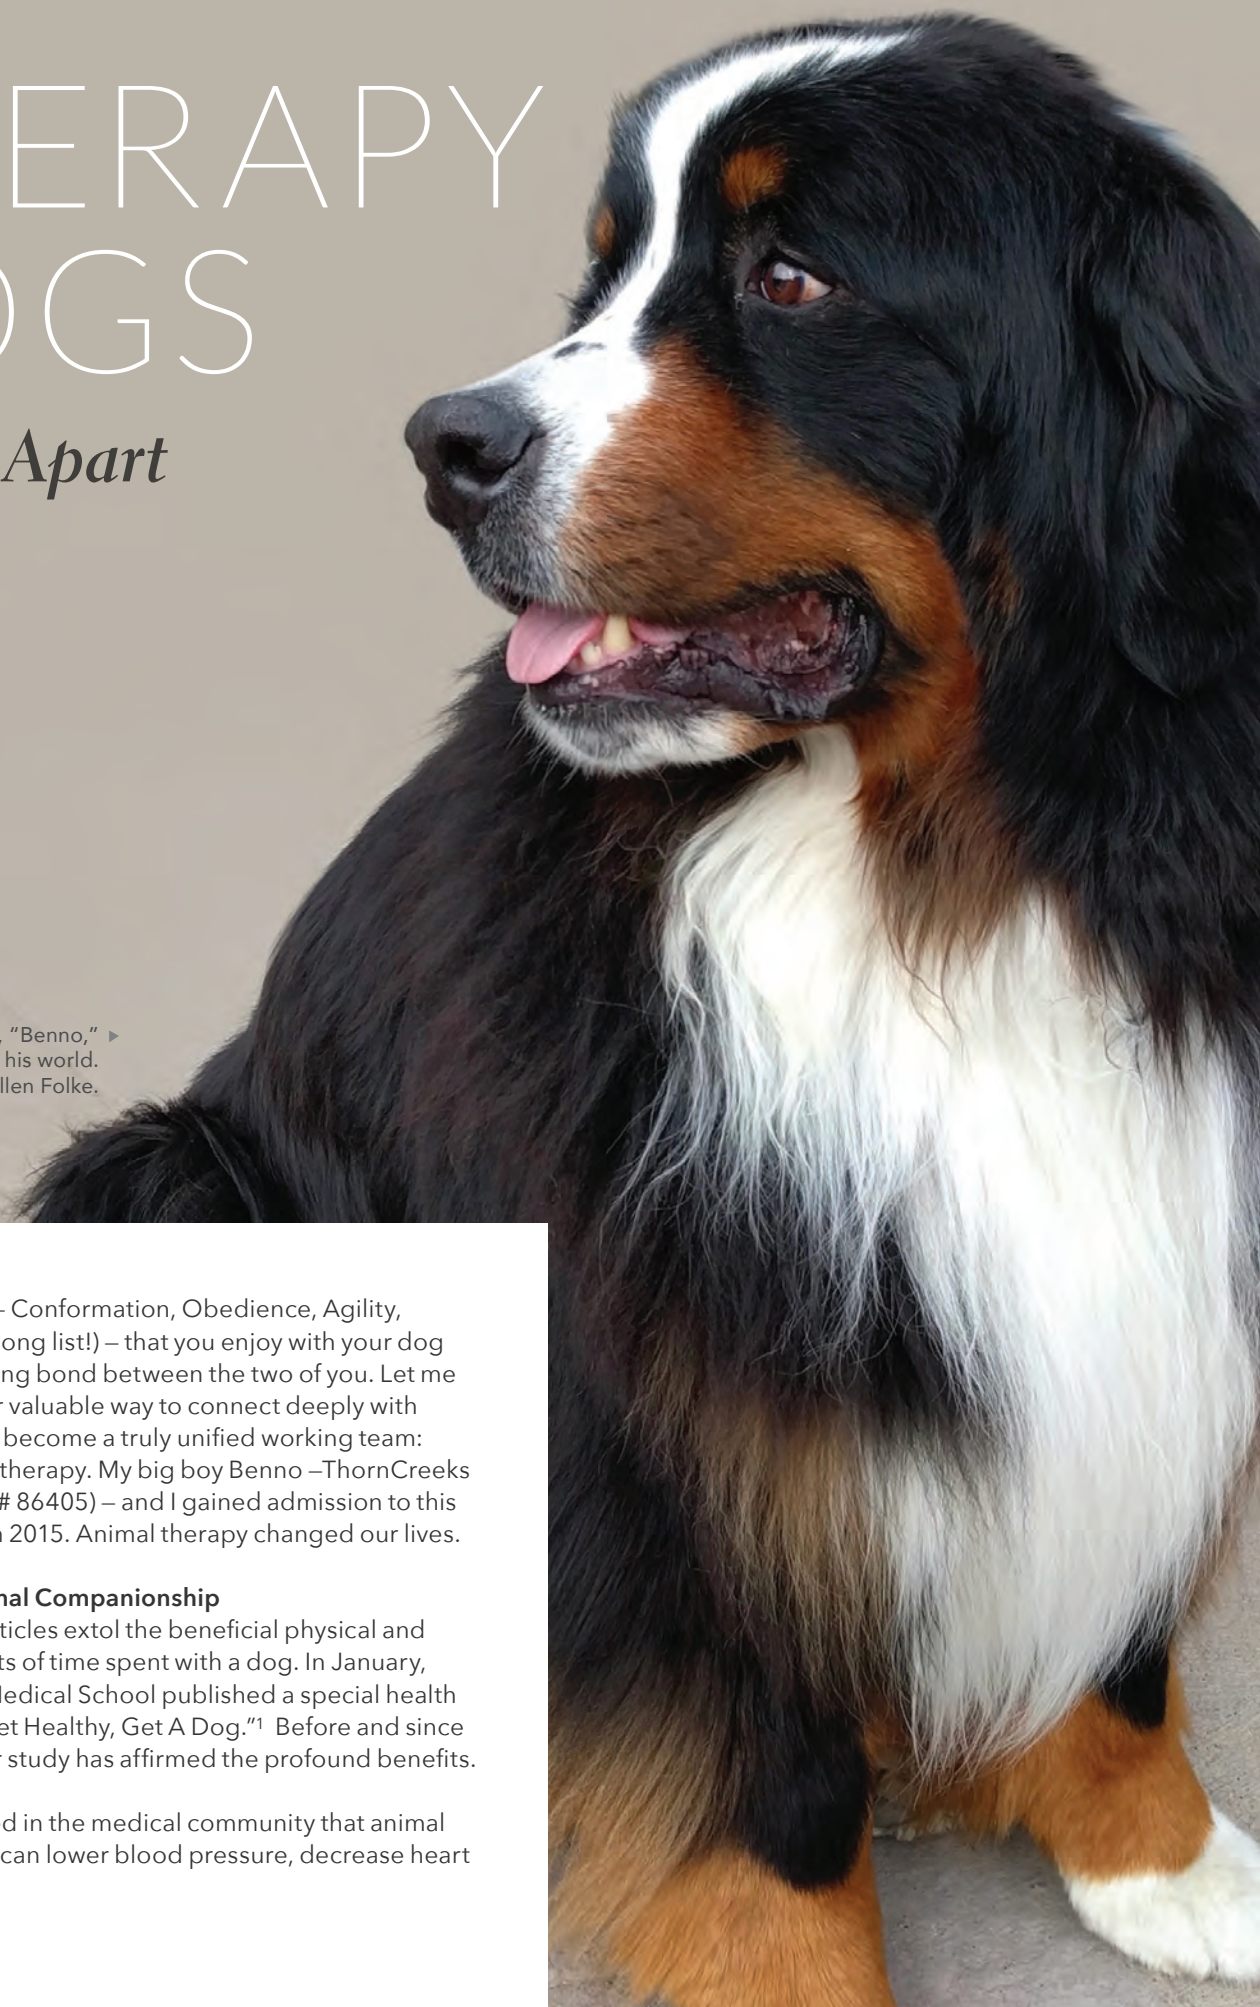 ERAPY
OGS
Apart
"Benno,"
his world.
llen Folke.
– Conformation, Obedience, Agility,
ong list!) – that you enjoy with your dog
ng bond between the two of you. Let me
r valuable way to connect deeply with
become a truly unified working team:
therapy. My big boy Benno –ThornCreeks
# 86405) – and I gained admission to this
n 2015. Animal therapy changed our lives.
nal Companionship
ticles extol the beneficial physical and
ts of time spent with a dog. In January,
Medical School published a special health
et Healthy, Get A Dog."¹ Before and since
r study has affirmed the profound benefits.
ed in the medical community that animal
can lower blood pressure, decrease heart